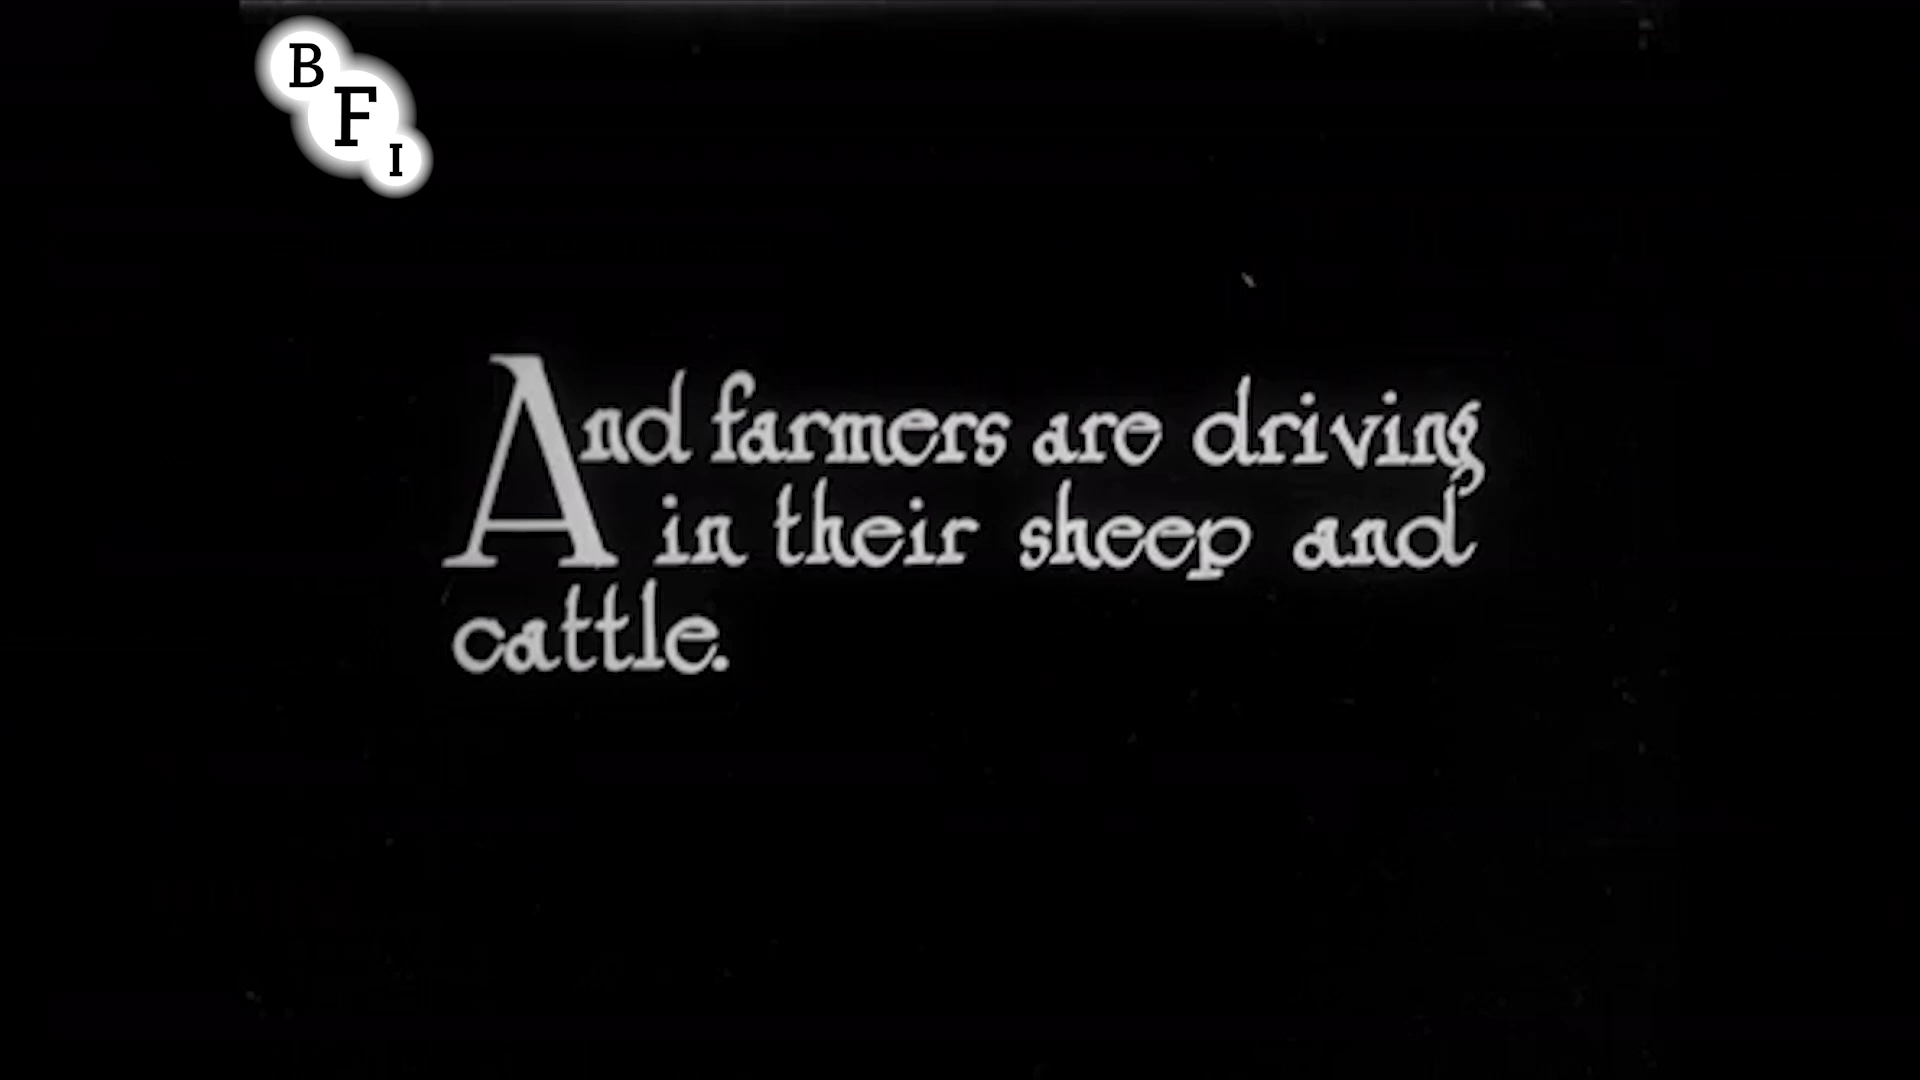 BFI
And farmers are driving
in their sheep and
cattle.